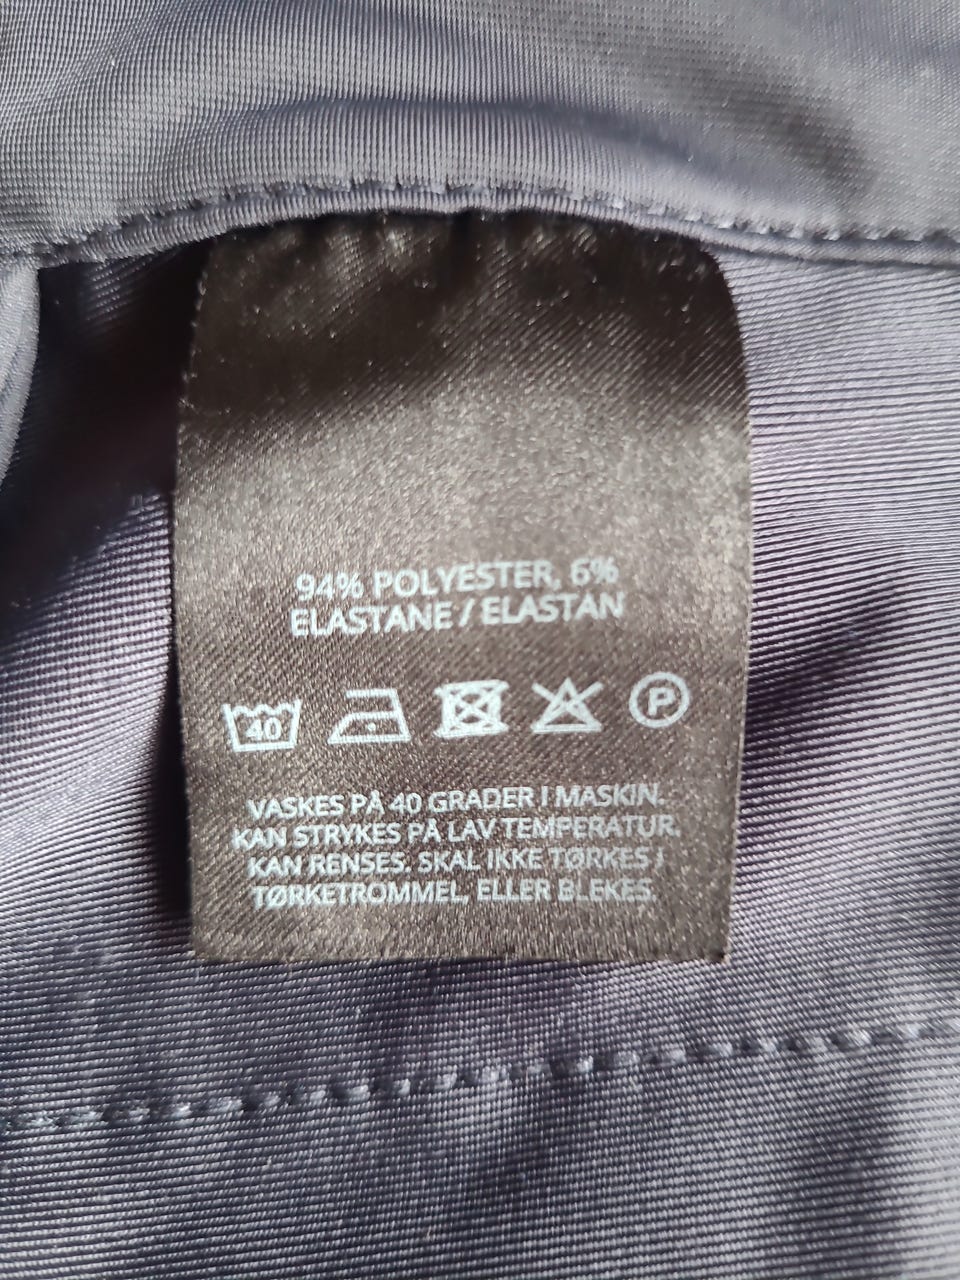 94% POLYESTER, 6%
ELASTANE / ELASTAN
40 P
VASKES PÅ 40 GRADER I MASKIN.
KAN STRYKES PÅ LAV TEMPERATUR.
KAN RENSES. SKAL IKKE TØRKES I
TØRKETROMMEL, ELLER BLEKES.